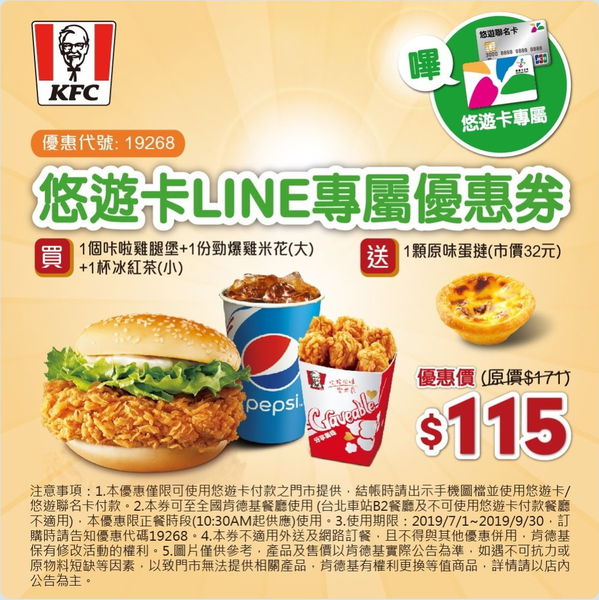 KFC
悠遊聯名卡
嗶
悠遊卡專屬
優惠代號: 19268
悠遊卡LINE專屬優惠券
買 1個咔啦雞腿堡+1份勁爆雞米花(大)
+1杯冰紅茶(小)
送 1顆原味蛋撻(市價32元)
pepsi
Craveable
分享美味
優惠價 (原價$171)
$115
注意事項：1.本優惠僅限可使用悠遊卡付款之門市提供，結帳時請出示手機圖檔並使用悠遊卡/
悠遊聯名卡付款。2.本券可至全國肯德基餐廳使用 (台北車站B2餐廳及不可使用悠遊卡付款餐廳
不適用)，本優惠限正餐時段(10:30AM起供應)使用。3.使用期限：2019/7/1~2019/9/30，訂
購時請告知優惠代碼19268。4.本券不適用外送及網路訂餐，且不得與其他優惠併用，肯德基
保有修改活動的權利。5.圖片僅供參考，產品及售價以肯德基實際公告為準，如遇不可抗力或
原物料短缺等因素，以致門市無法提供相關產品，肯德基有權利更換等值商品，詳情請以店內
公告為主。